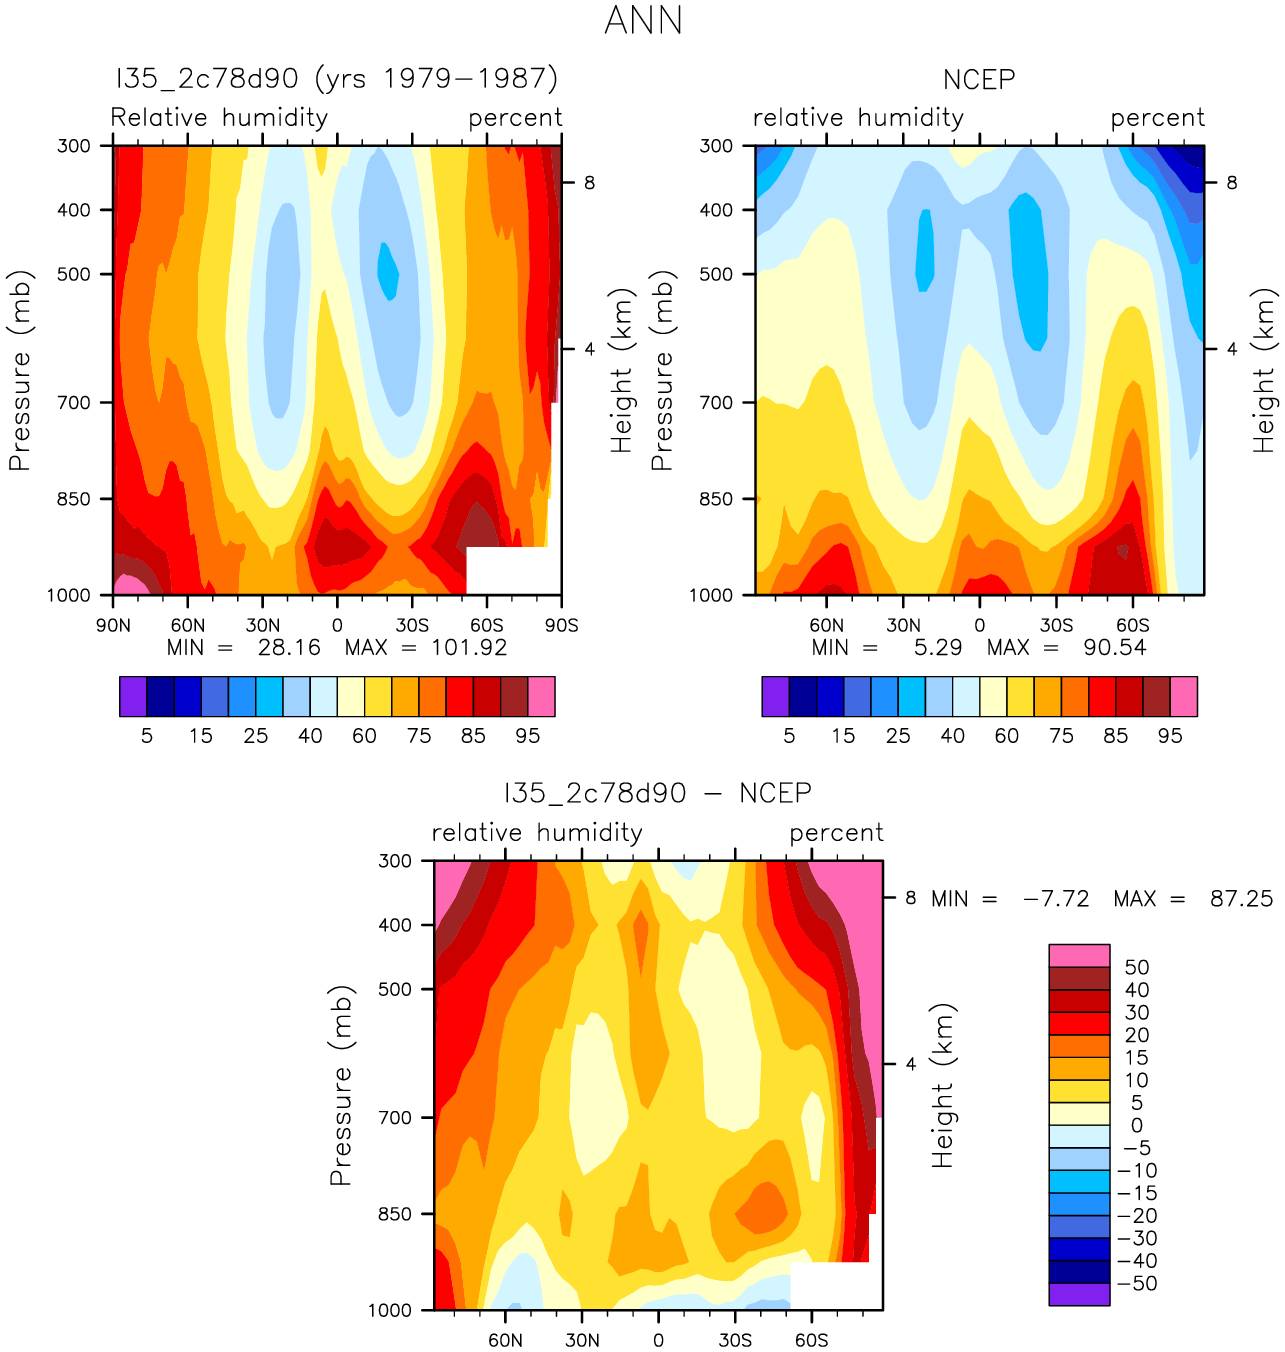 ANN
I35_2c78d90 (yrs 1979−1987)
Relative humidity percent
300
400
500
700
850
1000
8
4
Pressure (mb)
Height (km)
90N 60N 30N 0 30S 60S 90S
MIN = 28.16 MAX = 101.92
5 15 25 40 60 75 85 95
NCEP
relative humidity percent
300
400
500
700
850
1000
8
4
Pressure (mb)
Height (km)
60N 30N 0 30S 60S
MIN = 5.29 MAX = 90.54
5 15 25 40 60 75 85 95
I35_2c78d90 − NCEP
relative humidity percent
300
400
500
700
850
1000
8
4
Pressure (mb)
Height (km)
60N 30N 0 30S 60S
MIN = −7.72 MAX = 87.25
50
40
30
20
15
10
5
0
−5
−10
−15
−20
−30
−40
−50